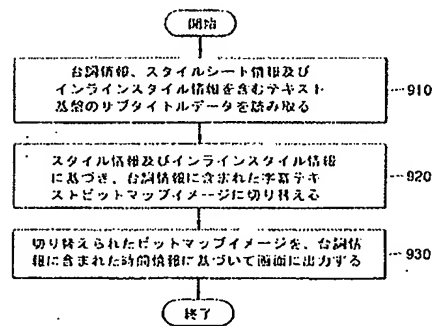 開始
台詞情報、スタイルシート情報及び
インラインスタイル情報を含むテキスト
基盤のサブタイトルデータを読み取る
910
スタイル情報及びインラインスタイル情報
に基づき、台詞情報に含まれた字幕テキ
ストビットマップイメージに切り替える
920
切り替えられたビットマップイメージを、台詞情
報に含まれた時間情報に基づいて画面に出力する
930
終了